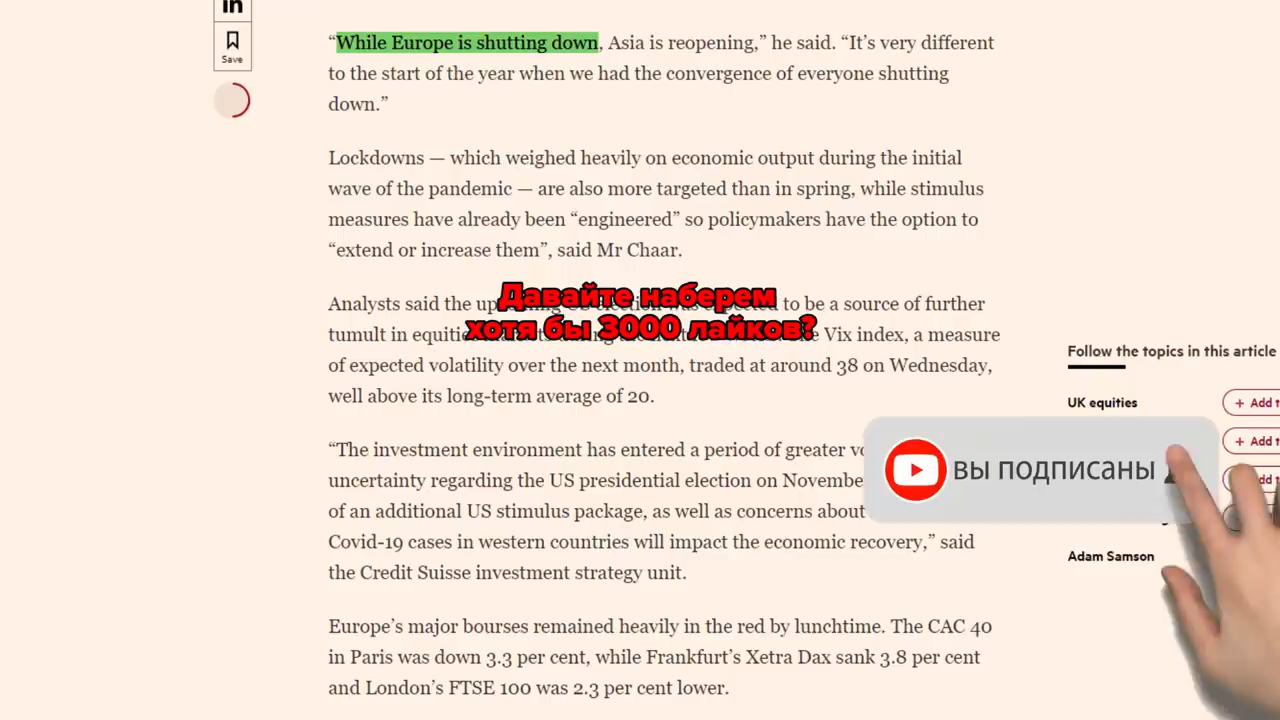 in
Save
“While Europe is shutting down, Asia is reopening,” he said. “It’s very different
to the start of the year when we had the convergence of everyone shutting
down.”
Lockdowns — which weighed heavily on economic output during the initial
wave of the pandemic — are also more targeted than in spring, while stimulus
measures have already been “engineered” so policymakers have the option to
“extend or increase them”, said Mr Chaar.
Analysts said the to be a source of further
Давайте наберем
хотя бы 3000 лайков?
tumult in Vix index, a measure
of expected volatility over the next month, traded at around 38 on Wednesday,
well above its long-term average of 20.
“The investment environment has entered a period of greater
uncertainty regarding the US presidential election on
of an additional US stimulus package, as well as concerns about
Covid-19 cases in western countries will impact the economic recovery,” said
the Credit Suisse investment strategy unit.
Europe’s major bourses remained heavily in the red by lunchtime. The CAC 40
in Paris was down 3.3 per cent, while Frankfurt’s Xetra Dax sank 3.8 per cent
and London’s FTSE 100 was 2.3 per cent lower.
Follow the topics in this article
UK equities
+ Add
+ Add
вы подписаны
Adam Samson